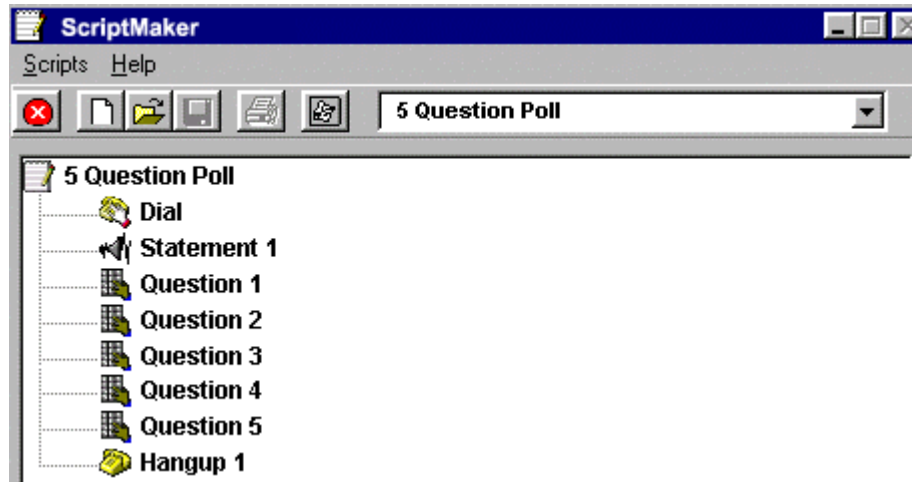 ScriptMaker
Scripts Help
5 Question Poll
5 Question Poll
Dial
Statement 1
Question 1
Question 2
Question 3
Question 4
Question 5
Hangup 1